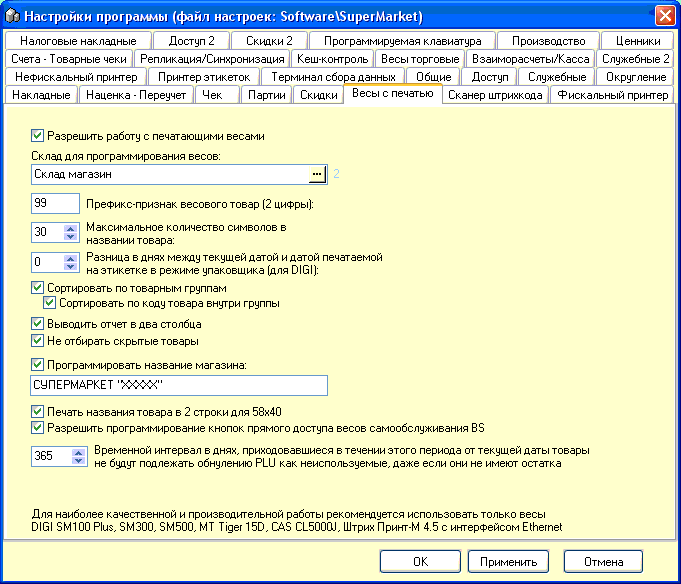 Настройки программы (файл настроек: Software\SuperMarket)
Налоговые накладные Доступ 2 Скидки 2 Программируемая клавиатура Производство Ценники
Счета - Товарные чеки Репликация/Синхронизация Кеш-контроль Весы торговые Взаиморасчеты/Касса Служебные 2
Нефискальный принтер Принтер этикеток Терминал сбора данных Общие Доступ Служебные Округление
Накладные Наценка - Переучет Чек Партии Скидки Весы с печатью Сканер штрихкода Фискальный принтер
Разрешить работу с печатающими весами
Склад для программирования весов:
Склад магазин ... 2
99 Префикс-признак весового товар (2 цифры):
30 Максимальное количество символов в
названии товара:
0 Разница в днях между текущей датой и датой печатаемой
на этикетке в режиме упаковщика (для DIGI):
Сортировать по товарным группам
Сортировать по коду товара внутри группы
Выводить отчет в два столбца
Не отбирать скрытые товары
Программировать название магазина:
СУПЕРМАРКЕТ "XXXXX"
Печать названия товара в 2 строки для 58x40
Разрешить программирование кнопок прямого доступа весов самообслуживания BS
365 Временной интервал в днях, приходовавшиеся в течении этого периода от текущей даты товары
не будут подлежать обнулению PLU как неиспользуемые, даже если они не имеют остатка
Для наиболее качественной и производительной работы рекомендуется использовать только весы
DIGI SM100 Plus, SM300, SM500, MT Tiger 15D, CAS CL5000J, Штрих Принт-М 4.5 с интерфейсом Ethernet
OK Применить Отмена